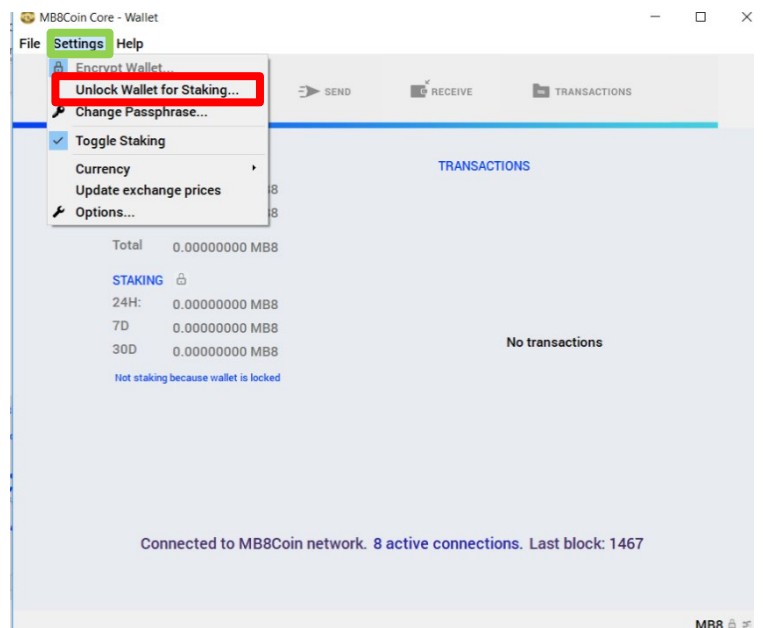 MB8Coin Core - Wallet
File Settings Help
Encrypt Wallet...
Unlock Wallet for Staking...
Change Passphrase...
Toggle Staking
Currency
Update exchange prices
Options...
SEND
RECEIVE
TRANSACTIONS
TRANSACTIONS
Total 0.00000000 MB8
STAKING
24H: 0.00000000 MB8
7D 0.00000000 MB8
30D 0.00000000 MB8
Not staking because wallet is locked
No transactions
Connected to MB8Coin network. 8 active connections. Last block: 1467
MB8